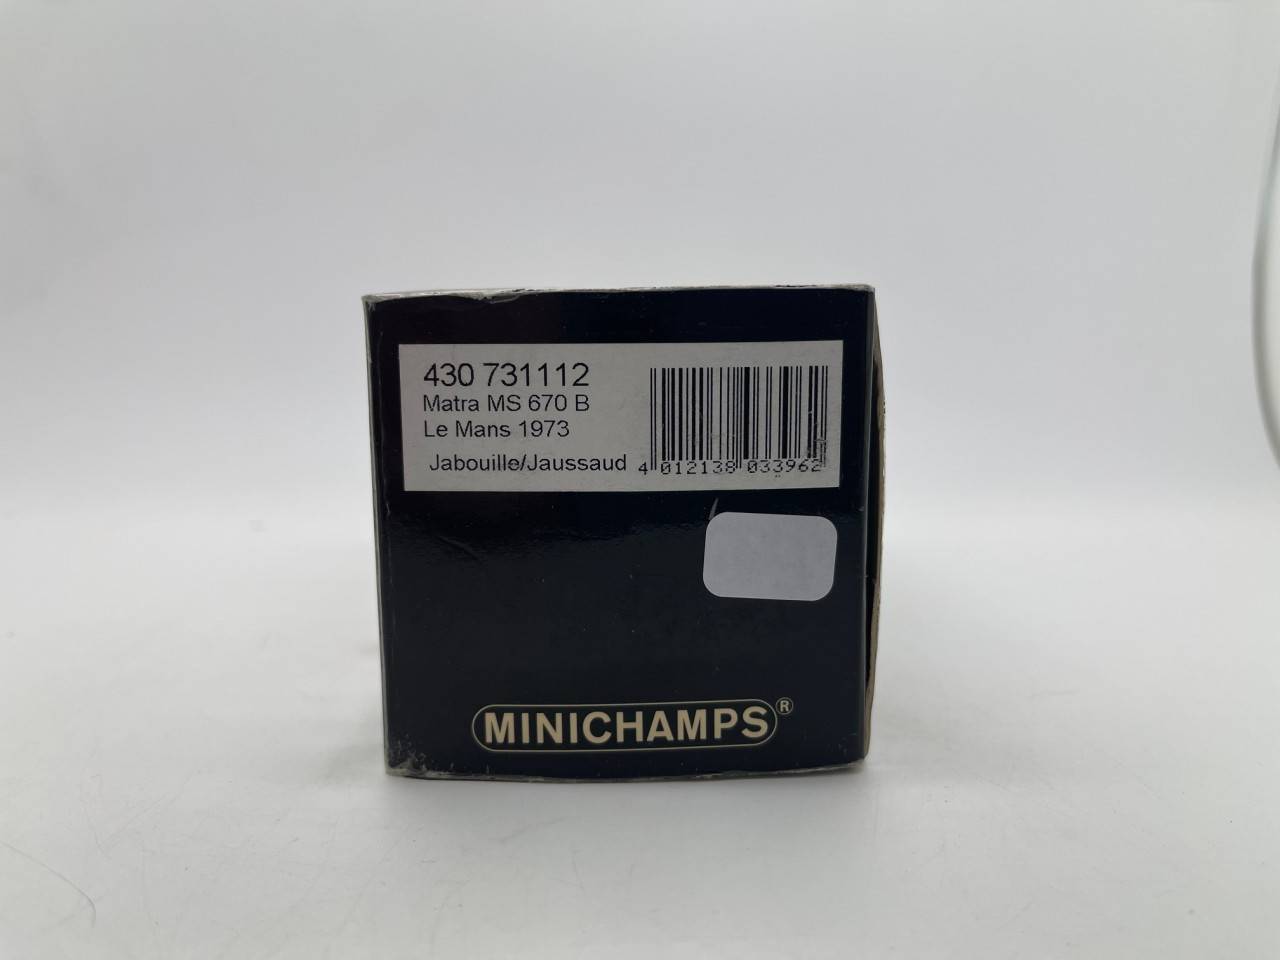 430 731112
Matra MS 670 B
Le Mans 1973
Jabouille/Jaussaud
4 012138 033962
MINICHAMPS®